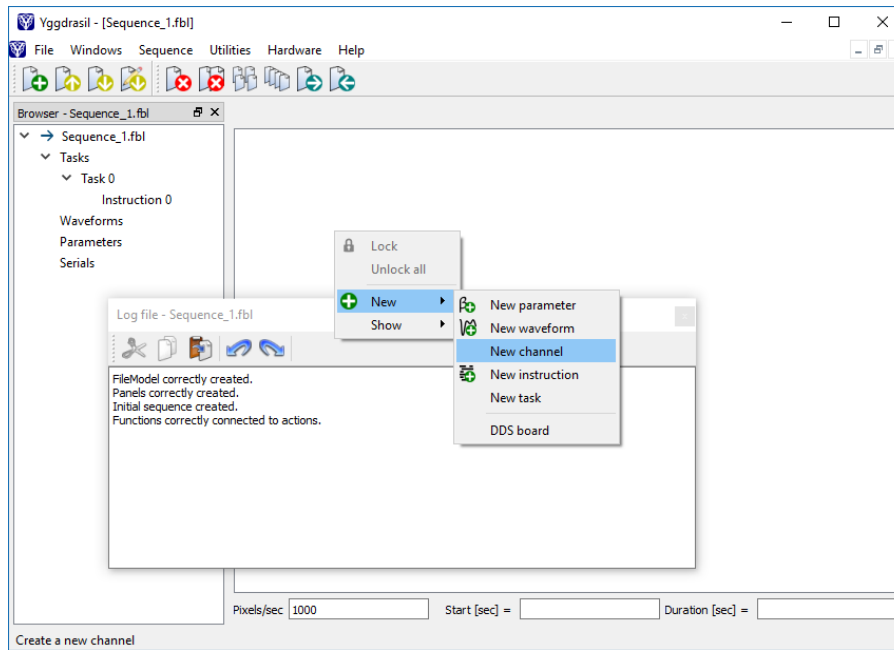 Yggdrasil - [Sequence_1.fbl]
File Windows Sequence Utilities Hardware Help
Browser - Sequence_1.fbl
Sequence_1.fbl
Tasks
Task 0
Instruction 0
Waveforms
Parameters
Serials
Lock
Unlock all
New
Show
New parameter
New waveform
New channel
New instruction
New task
DDS board
Log file - Sequence_1.fbl
FileModel correctly created.
Panels correctly created.
Initial sequence created.
Functions correctly connected to actions.
Pixels/sec 1000 Start [sec] = Duration [sec] =
Create a new channel